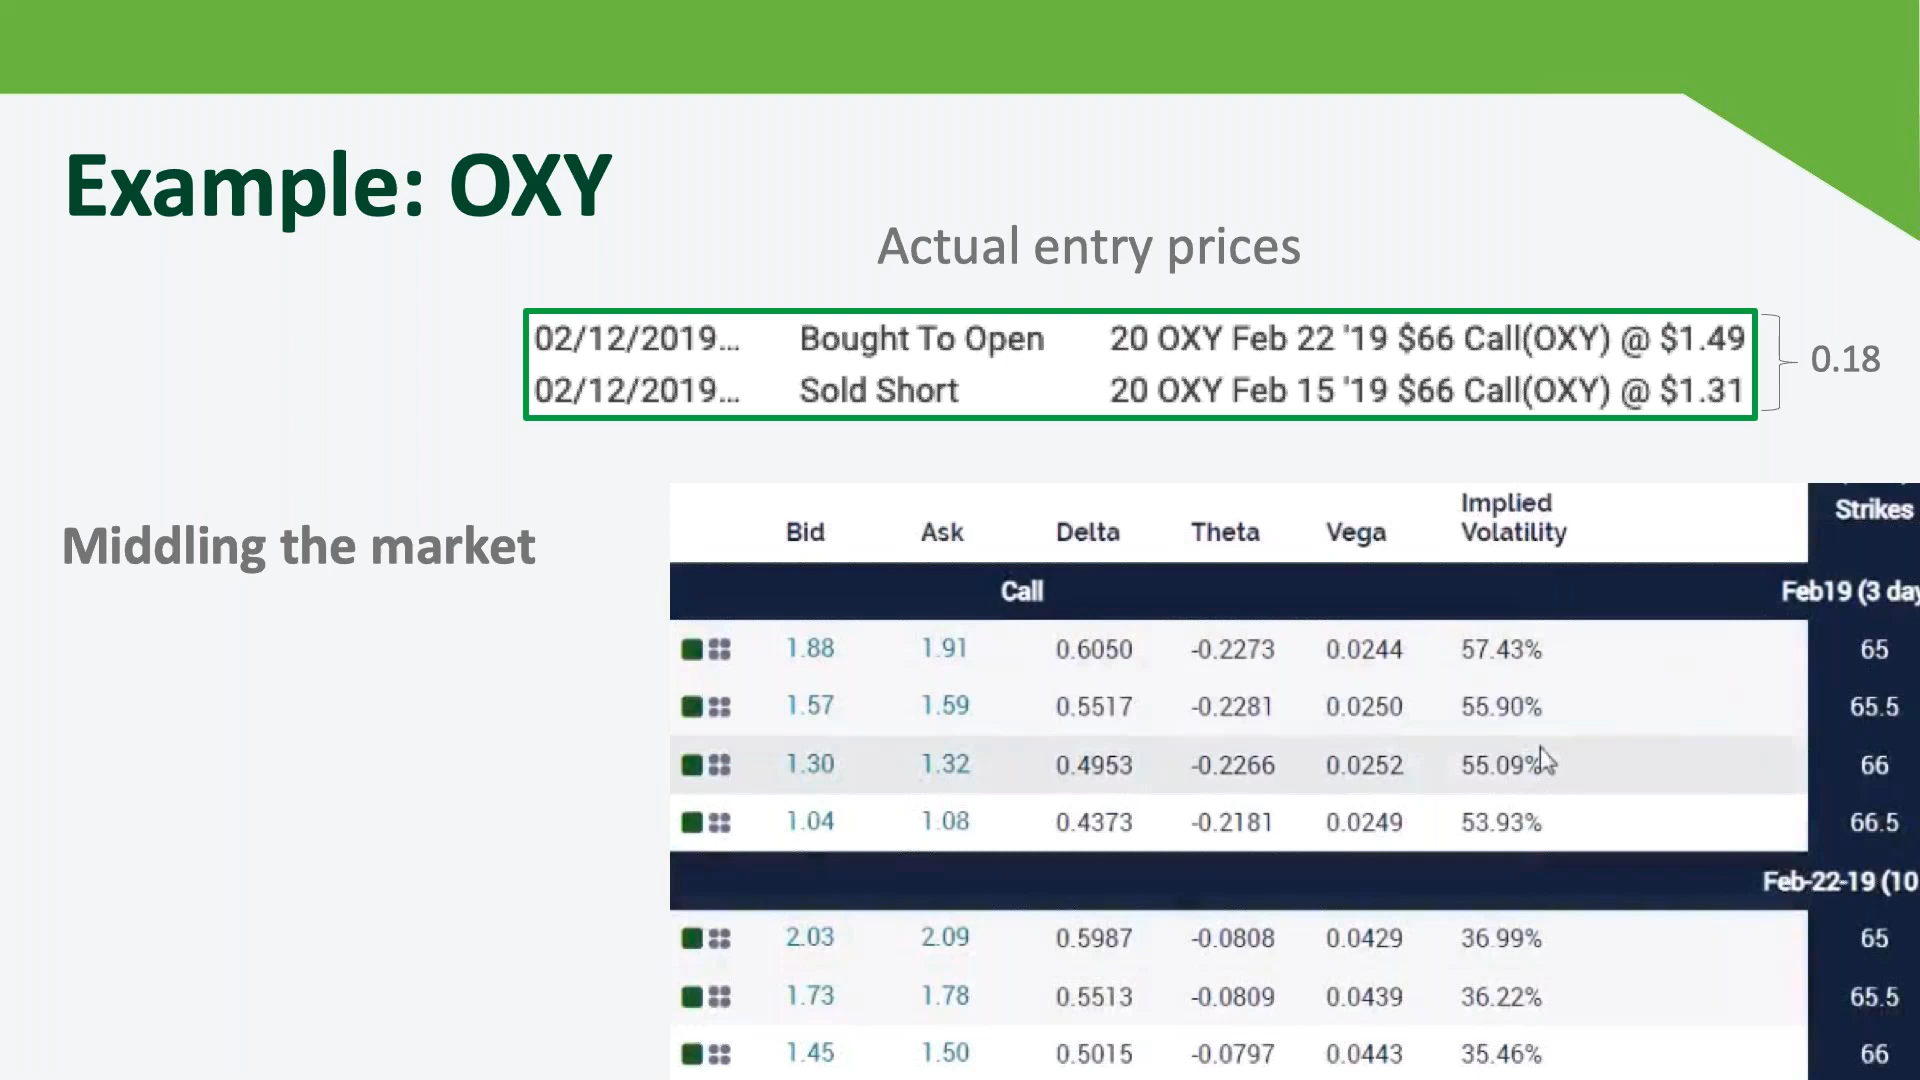 Example: OXY
Actual entry prices
02/12/2019... Bought To Open 20 OXY Feb 22 '19 $66 Call(OXY) @ $1.49
02/12/2019... Sold Short 20 OXY Feb 15 '19 $66 Call(OXY) @ $1.31
0.18
Middling the market
Bid Ask Delta Theta Vega Implied Volatility Strikes
Call Feb19 (3 day
1.88 1.91 0.6050 -0.2273 0.0244 57.43% 65
1.57 1.59 0.5517 -0.2281 0.0250 55.90% 65.5
1.30 1.32 0.4953 -0.2266 0.0252 55.09% 66
1.04 1.08 0.4373 -0.2181 0.0249 53.93% 66.5
Feb-22-19 (10
2.03 2.09 0.5987 -0.0808 0.0429 36.99% 65
1.73 1.78 0.5513 -0.0809 0.0439 36.22% 65.5
1.45 1.50 0.5015 -0.0797 0.0443 35.46% 66